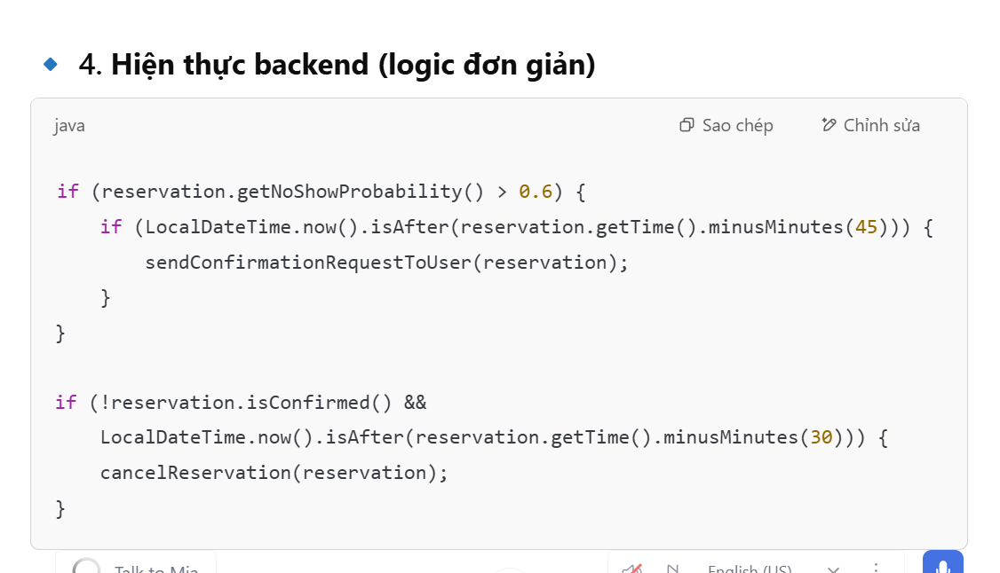 4. Hiện thực backend (logic đơn giản)
java
Sao chép
Chỉnh sửa
if (reservation.getNoShowProbability() > 0.6) {
    if (LocalDateTime.now().isAfter(reservation.getTime().minusMinutes(45))) {
        sendConfirmationRequestToUser(reservation);
    }
}
if (!reservation.isConfirmed() &&
    LocalDateTime.now().isAfter(reservation.getTime().minusMinutes(30))) {
    cancelReservation(reservation);
}
Talk to Mia
English (US)